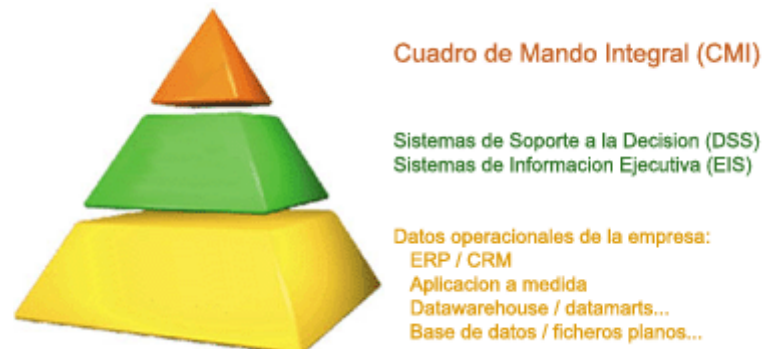 Cuadro de Mando Integral (CMI)
Sistemas de Soporte a la Decision (DSS)
Sistemas de Informacion Ejecutiva (EIS)
Datos operacionales de la empresa:
ERP / CRM
Aplicacion a medida
Datawarehouse / datamarts...
Base de datos / ficheros planos...